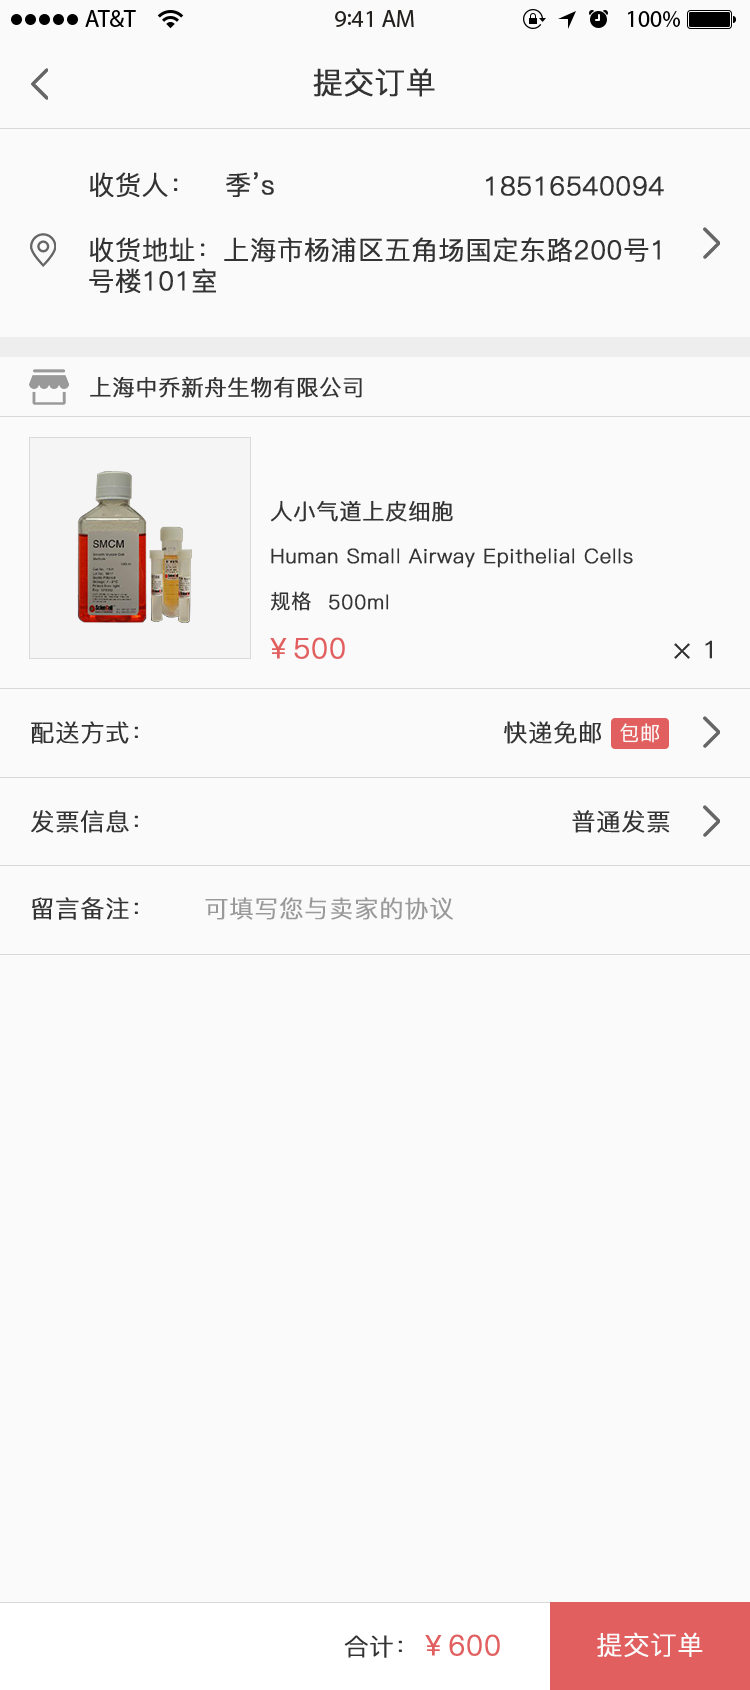 AT&T 9:41 AM 100%
提交订单
收货人： 季’s 18516540094
收货地址：上海市杨浦区五角场国定东路200号1
号楼101室
上海中乔新舟生物有限公司
SMCM
人小气道上皮细胞
Human Small Airway Epithelial Cells
规格 500ml
¥500 × 1
配送方式： 快递免邮 包邮
发票信息： 普通发票
留言备注： 可填写您与卖家的协议
合计：¥600 提交订单